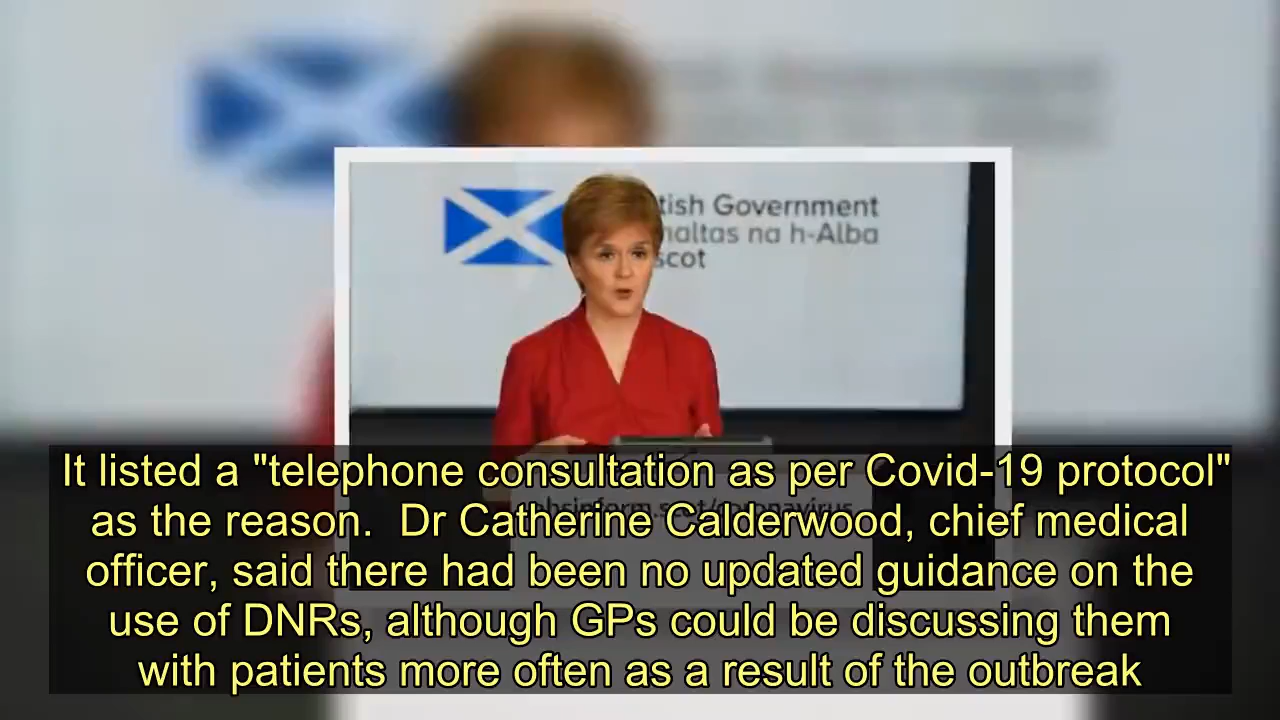 tish Government
naltas na h-Alba
scot
It listed a "telephone consultation as per Covid-19 protocol"
as the reason.  Dr Catherine Calderwood, chief medical
officer, said there had been no updated guidance on the
use of DNRs, although GPs could be discussing them
with patients more often as a result of the outbreak